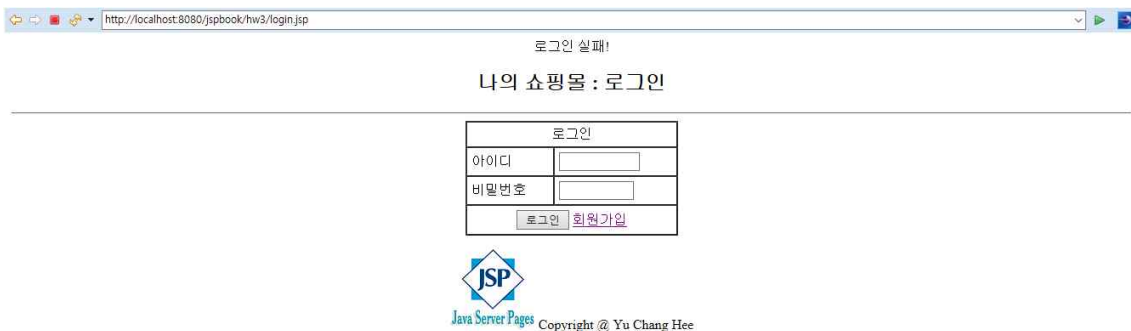 http://localhost:8080/jspbook/hw3/login.jsp
로그인 실패!
나의 쇼핑몰 : 로그인
로그인
아이디
비밀번호
로그인 회원가입
JSP
Java Server Pages Copyright @ Yu Chang Hee